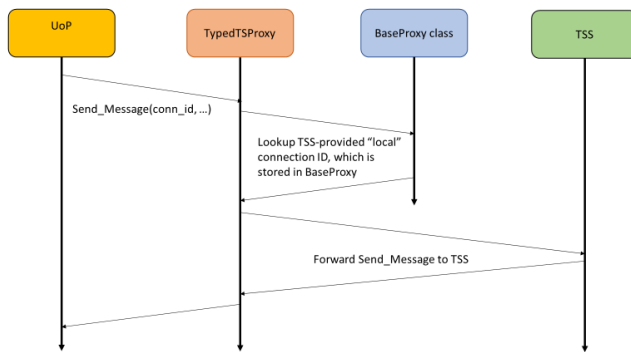 UoP
TypedTSProxy
BaseProxy class
TSS
Send_Message(conn_id, …)
Lookup TSS-provided “local”
connection ID, which is
stored in BaseProxy
Forward Send_Message to TSS